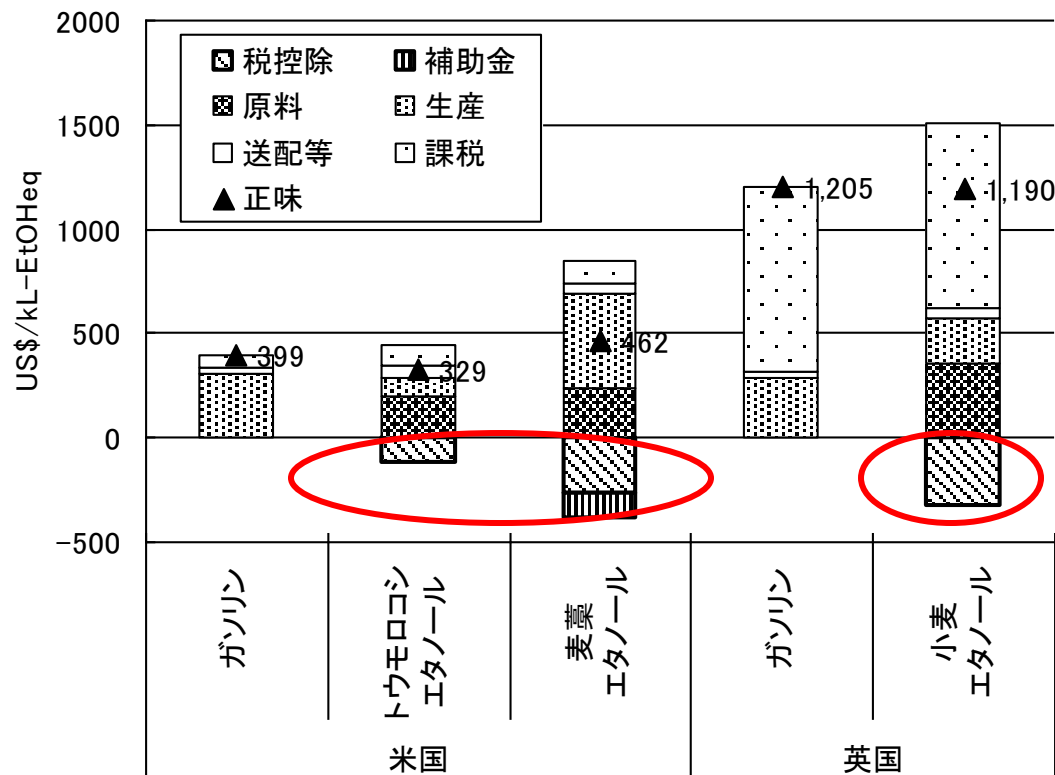 2000
1500
1000
500
0
-500
US$/kL-EtOHeq
税控除 補助金
原料 生産
送配等 課税
正味
399
329
462
1,205
1,190
ガソリン
トウモロコシ
エタノール
麦藁
エタノール
ガソリン
小麦
エタノール
米国
英国